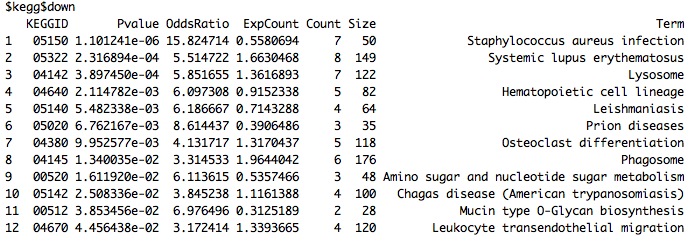 $kegg$down
KEGGID Pvalue OddsRatio ExpCount Count Size Term
1 05150 1.101241e-06 15.824714 0.5580694 7 50 Staphylococcus aureus infection
2 05322 2.316894e-04 5.514722 1.6630468 8 149 Systemic lupus erythematosus
3 04142 3.897450e-04 5.851655 1.3616893 7 122 Lysosome
4 04640 2.114782e-03 6.097308 0.9152338 5 82 Hematopoietic cell lineage
5 05140 5.482338e-03 6.186667 0.7143288 4 64 Leishmaniasis
6 05020 6.762167e-03 8.614437 0.3906486 3 35 Prion diseases
7 04380 9.952577e-03 4.131717 1.3170437 5 118 Osteoclast differentiation
8 04145 1.340035e-02 3.314533 1.9644042 6 176 Phagosome
9 00520 1.611920e-02 6.113615 0.5357466 3 48 Amino sugar and nucleotide sugar metabolism
10 05142 2.508336e-02 3.845238 1.1161388 4 100 Chagas disease (American trypanosomiasis)
11 00512 3.853456e-02 6.976496 0.3125189 2 28 Mucin type O-Glycan biosynthesis
12 04670 4.456438e-02 3.172414 1.3393665 4 120 Leukocyte transendothelial migration